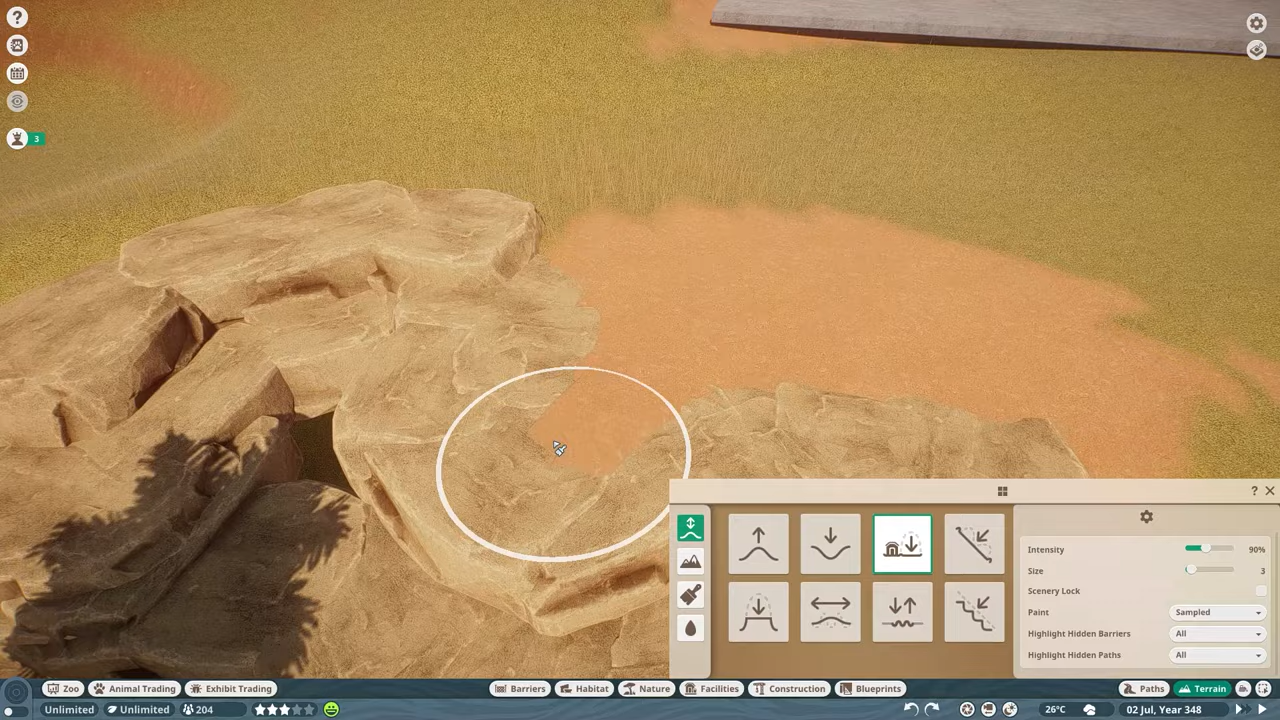 ?
3
?
Intensity 90%
Size 3
Scenery Lock
Paint Sampled
Highlight Hidden Barriers All
Highlight Hidden Paths All
Zoo Animal Trading Exhibit Trading Barriers Habitat Nature Facilities Construction Blueprints Paths Terrain
Unlimited Unlimited 204 26°C 02 Jul, Year 348